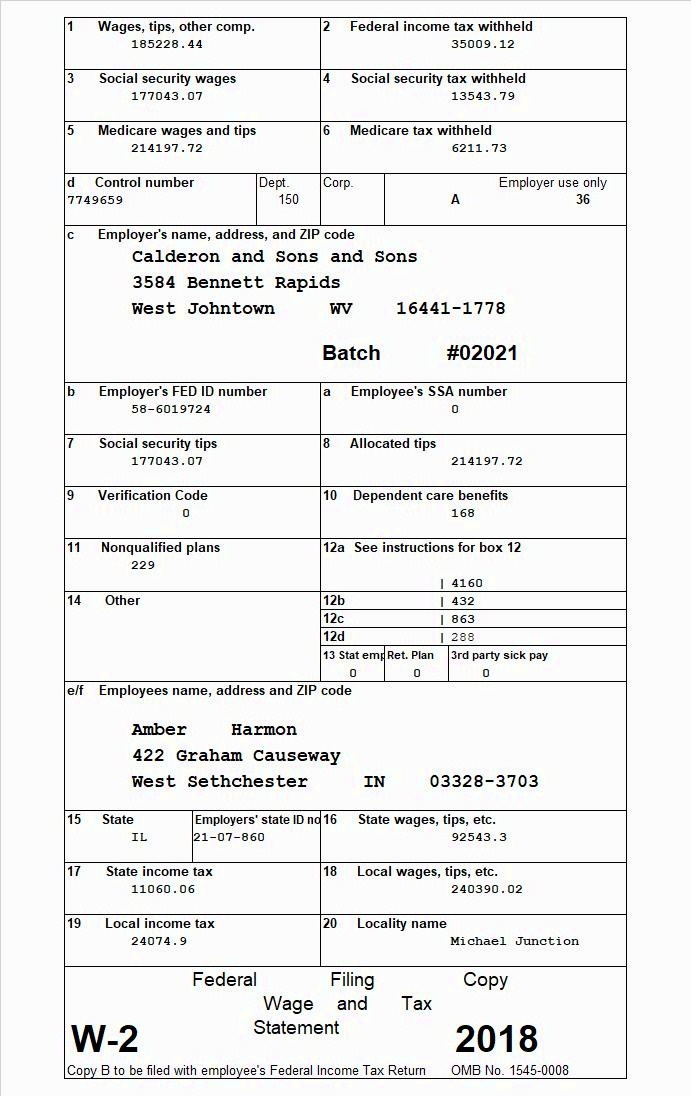 1 Wages, tips, other comp. 2 Federal income tax withheld
185228.44 35009.12
3 Social security wages 4 Social security tax withheld
177043.07 13543.79
5 Medicare wages and tips 6 Medicare tax withheld
214197.72 6211.73
d Control number Dept. Corp. Employer use only
7749659 150 A 36
c Employer's name, address, and ZIP code
Calderon and Sons and Sons
3584 Bennett Rapids
West Johntown WV 16441-1778
Batch #02021
b Employer's FED ID number a Employee's SSA number
58-6019724 0
7 Social security tips 8 Allocated tips
177043.07 214197.72
9 Verification Code 10 Dependent care benefits
0 168
11 Nonqualified plans 12a See instructions for box 12
229
| 4160
14 Other 12b | 432
12c | 863
12d | 288
13 Stat emp Ret. Plan 3rd party sick pay
0 0 0
e/f Employees name, address and ZIP code
Amber Harmon
422 Graham Causeway
West Sethchester IN 03328-3703
15 State Employers' state ID no 16 State wages, tips, etc.
IL 21-07-860 92543.3
17 State income tax 18 Local wages, tips, etc.
11060.06 240390.02
19 Local income tax 20 Locality name
24074.9 Michael Junction
Federal Filing Copy
Wage and Tax
Statement
W-2 2018
Copy B to be filed with employee's Federal Income Tax Return OMB No. 1545-0008